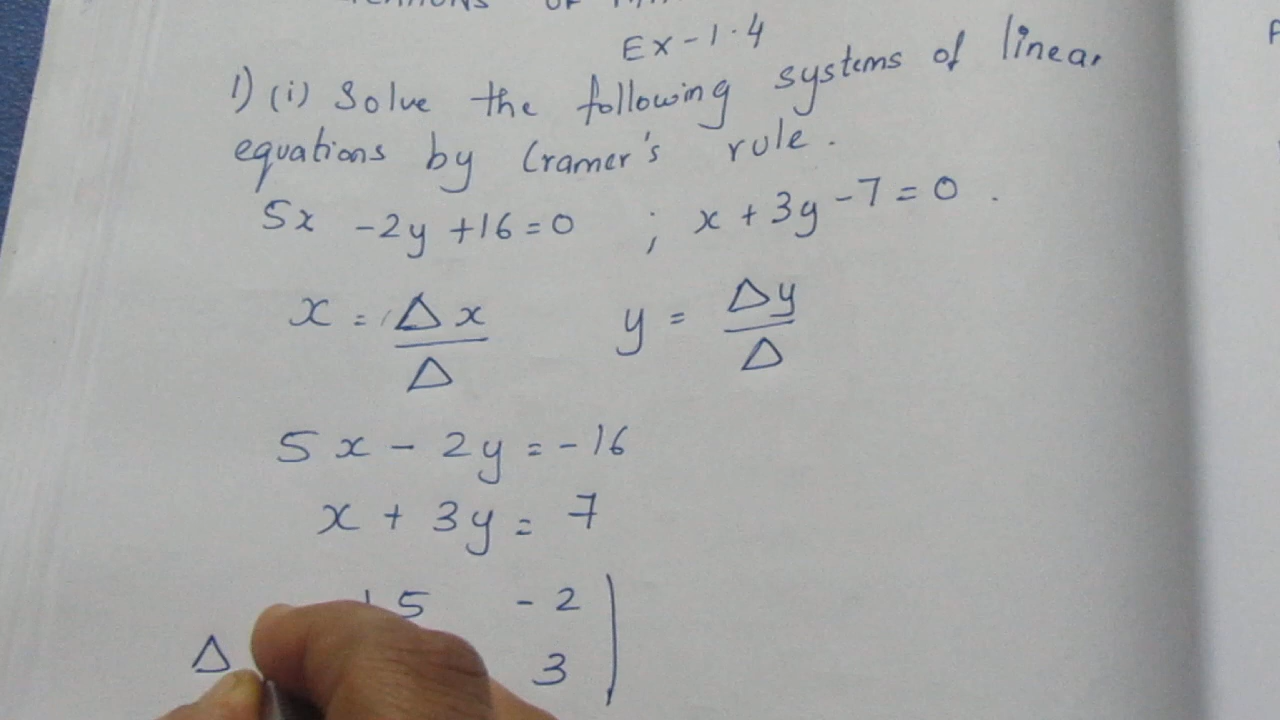 OF
Ex-1.4
1) (i) Solve the following systems of linear
equations by Cramer's rule.
5x -2y +16=0 ; x +3y -7=0.
x = Δx/Δ y = Δy/Δ
5x - 2y = -16
x + 3y = 7
5 -2 |
Δ 3